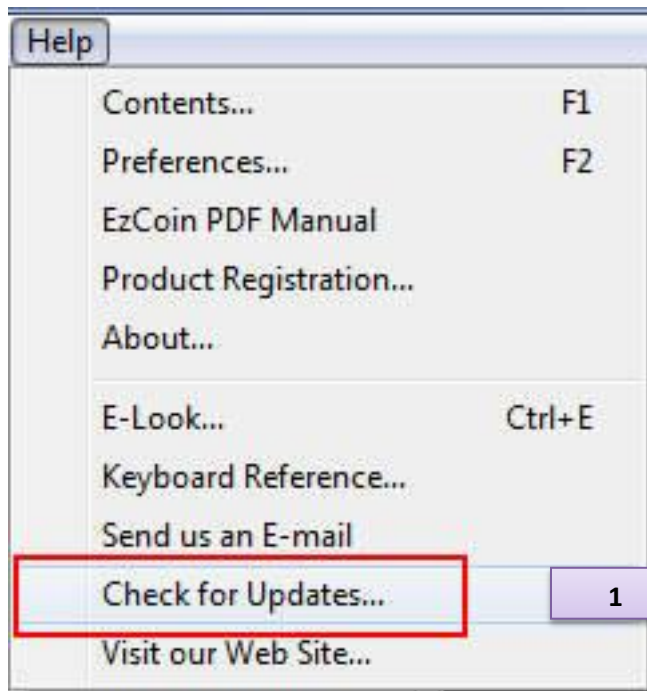 Help
Contents... F1
Preferences... F2
EzCoin PDF Manual
Product Registration...
About...
E-Look... Ctrl+E
Keyboard Reference...
Send us an E-mail
Check for Updates... 1
Visit our Web Site...